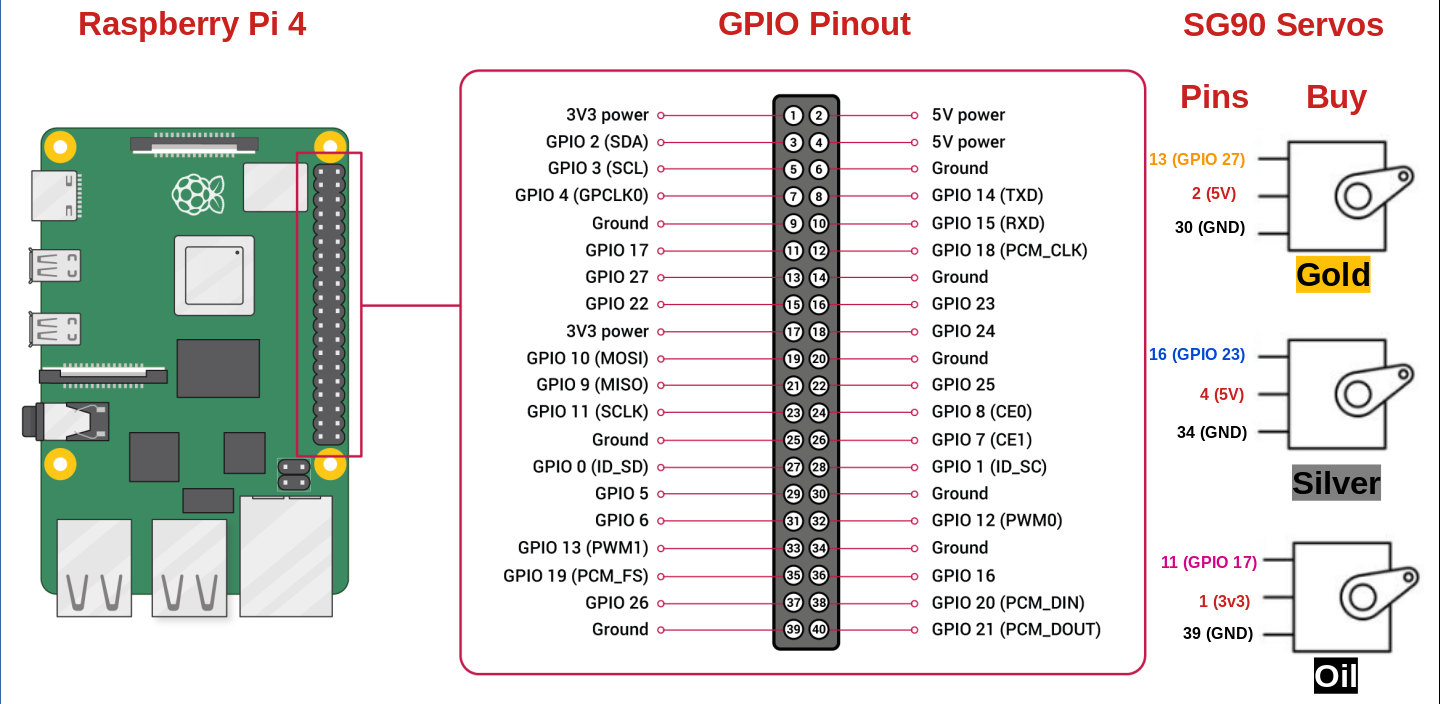 Raspberry Pi 4
GPIO Pinout
SG90 Servos
Pins Buy
3V3 power 1 2 5V power
GPIO 2 (SDA) 3 4 5V power
GPIO 3 (SCL) 5 6 Ground
GPIO 4 (GPCLK0) 7 8 GPIO 14 (TXD)
Ground 9 10 GPIO 15 (RXD)
GPIO 17 11 12 GPIO 18 (PCM_CLK)
GPIO 27 13 14 Ground
GPIO 22 15 16 GPIO 23
3V3 power 17 18 GPIO 24
GPIO 10 (MOSI) 19 20 Ground
GPIO 9 (MISO) 21 22 GPIO 25
GPIO 11 (SCLK) 23 24 GPIO 8 (CE0)
Ground 25 26 GPIO 7 (CE1)
GPIO 0 (ID_SD) 27 28 GPIO 1 (ID_SC)
GPIO 5 29 30 Ground
GPIO 6 31 32 GPIO 12 (PWM0)
GPIO 13 (PWM1) 33 34 Ground
GPIO 19 (PCM_FS) 35 36 GPIO 16
GPIO 26 37 38 GPIO 20 (PCM_DIN)
Ground 39 40 GPIO 21 (PCM_DOUT)
13 (GPIO 27)
2 (5V)
30 (GND)
Gold
16 (GPIO 23)
4 (5V)
34 (GND)
Silver
11 (GPIO 17)
1 (3v3)
39 (GND)
Oil